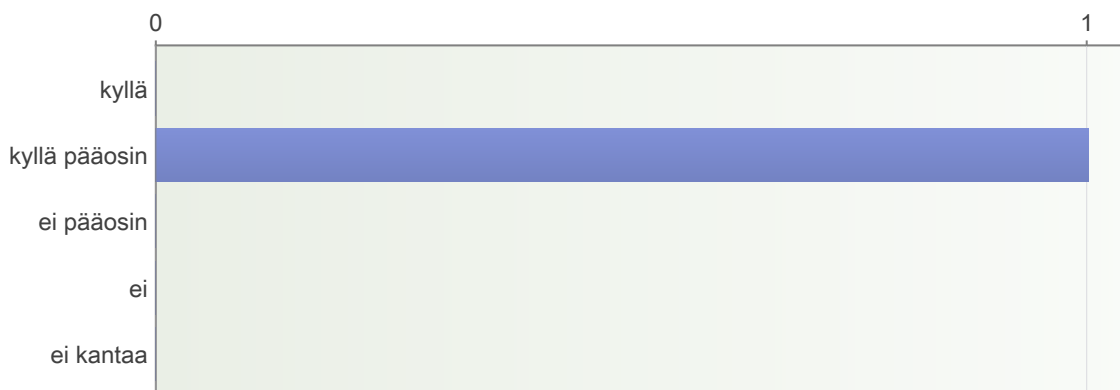 0 1
kyllä
kyllä pääosin
ei pääosin
ei
ei kantaa